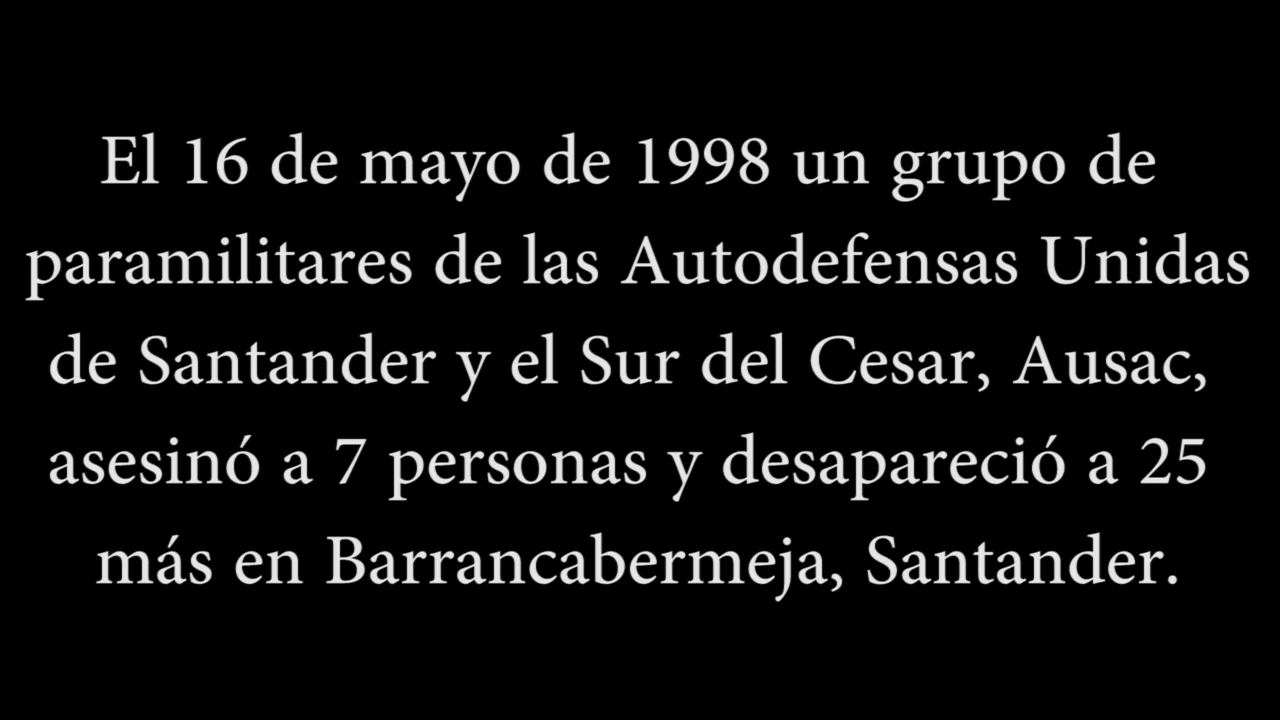 El 16 de mayo de 1998 un grupo de
paramilitares de las Autodefensas Unidas
de Santander y el Sur del Cesar, Ausac,
asesinó a 7 personas y desapareció a 25
más en Barrancabermeja, Santander.